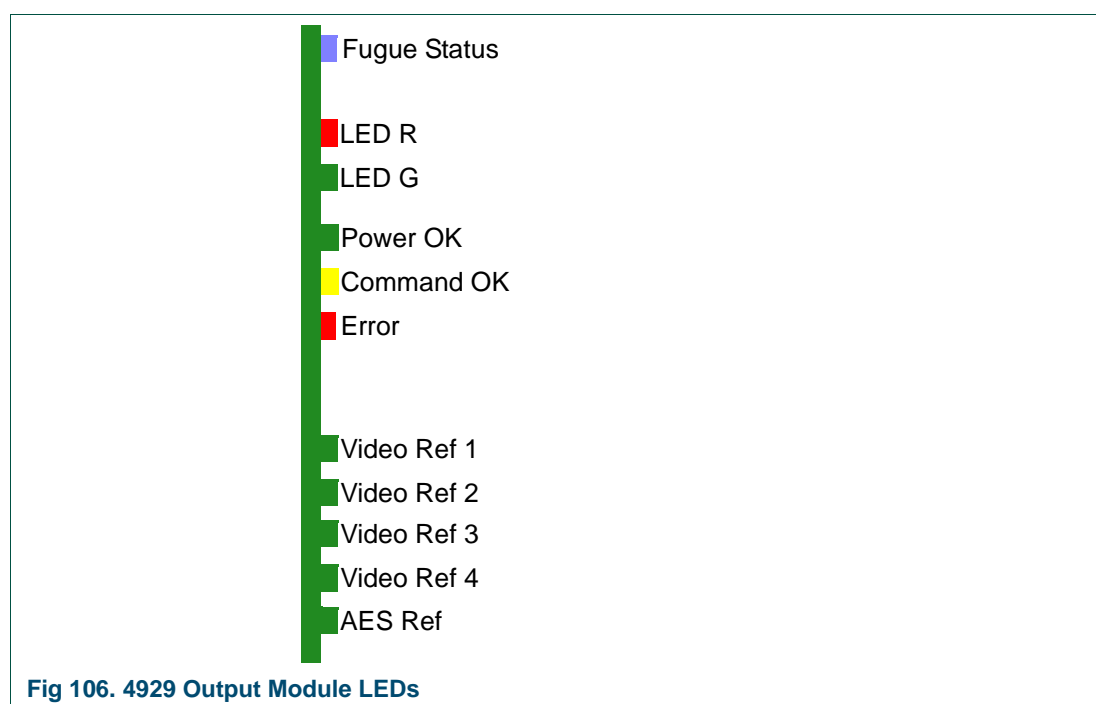 Fugue Status
LED R
LED G
Power OK
Command OK
Error
Video Ref 1
Video Ref 2
Video Ref 3
Video Ref 4
AES Ref
Fig 106. 4929 Output Module LEDs